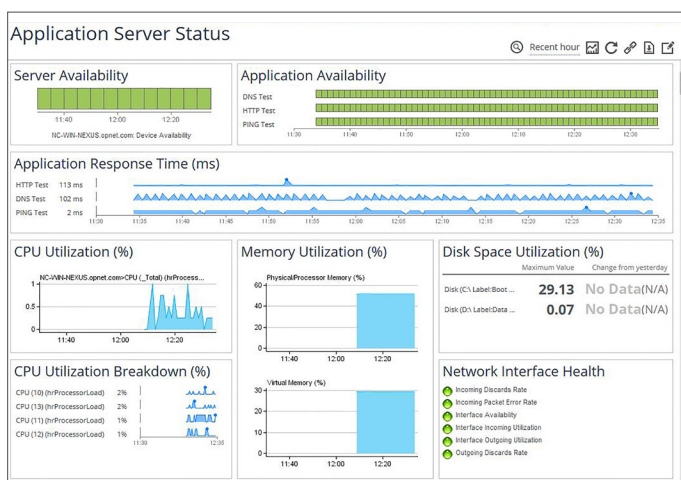 Application Server Status
Recent hour
Server Availability
11:40 12:00 12:20
NC-WIN-NEXUS.opnet.com: Device Availability
Application Availability
DNS Test
HTTP Test
PING Test
11:30 11:40 11:50 12:00 12:10 12:20 12:30
Application Response Time (ms)
HTTP Test 113 ms
DNS Test 102 ms
PING Test 2 ms
11:30 11:35 11:40 11:45 11:50 11:55 12:00 12:05 12:10 12:15 12:20 12:25 12:30 12:35
CPU Utilization (%)
NC-WIN-NEXUS.opnet.com>CPU (_Total) (hrProcess...
1
0.5
0
11:40 12:00 12:20
Memory Utilization (%)
Physical/Processor Memory (%)
60
40
20
0
11:40 12:00 12:20
Virtual Memory (%)
30
20
10
0
11:40 12:00 12:20
Disk Space Utilization (%)
Maximum Value Change from yesterday
Disk (C:\ Label:Boot ... 29.13 No Data(N/A)
Disk (D:\ Label:Data ... 0.07 No Data(N/A)
CPU Utilization Breakdown (%)
CPU (10) (hrProcessorLoad) 2%
CPU (13) (hrProcessorLoad) 2%
CPU (11) (hrProcessorLoad) 1%
CPU (12) (hrProcessorLoad) 1%
11:30 12:35
Network Interface Health
Incoming Discards Rate
Incoming Packet Error Rate
Interface Availability
Interface Incoming Utilization
Interface Outgoing Utilization
Outgoing Discards Rate